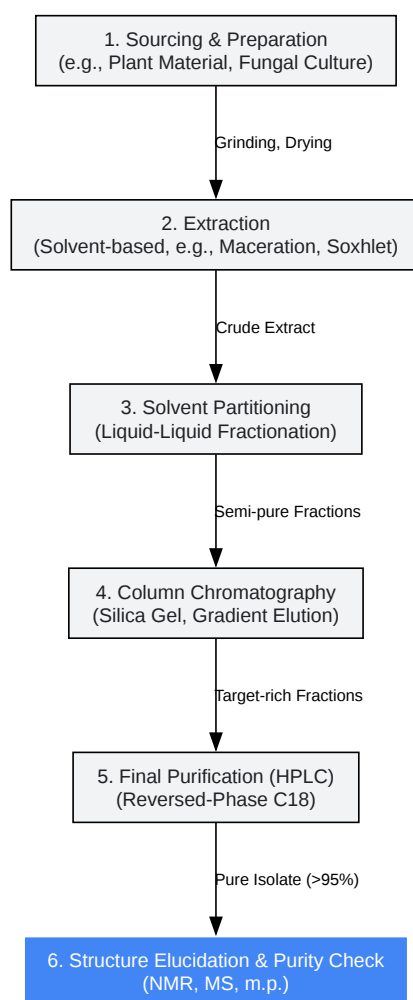 1. Sourcing & Preparation
(e.g., Plant Material, Fungal Culture)
Grinding, Drying
2. Extraction
(Solvent-based, e.g., Maceration, Soxhlet)
Crude Extract
3. Solvent Partitioning
(Liquid-Liquid Fractionation)
Semi-pure Fractions
4. Column Chromatography
(Silica Gel, Gradient Elution)
Target-rich Fractions
5. Final Purification (HPLC)
(Reversed-Phase C18)
Pure Isolate (>95%)
6. Structure Elucidation & Purity Check
(NMR, MS, m.p.)